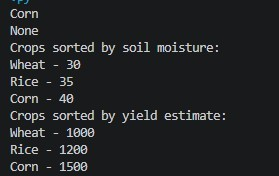 Corn
None
Crops sorted by soil moisture:
Wheat - 30
Rice - 35
Corn - 40
Crops sorted by yield estimate:
Wheat - 1000
Rice - 1200
Corn - 1500